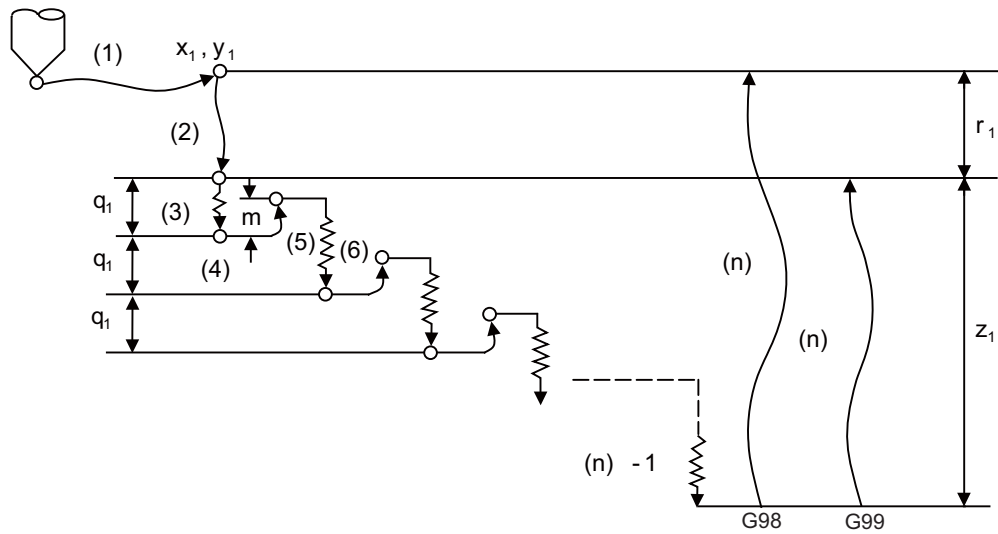 (1)
x₁ , y₁
(2)
r₁
q₁
(3)
m
(4)
(5)
(6)
q₁
q₁
(n)
(n)
z₁
(n) - 1
G98
G99